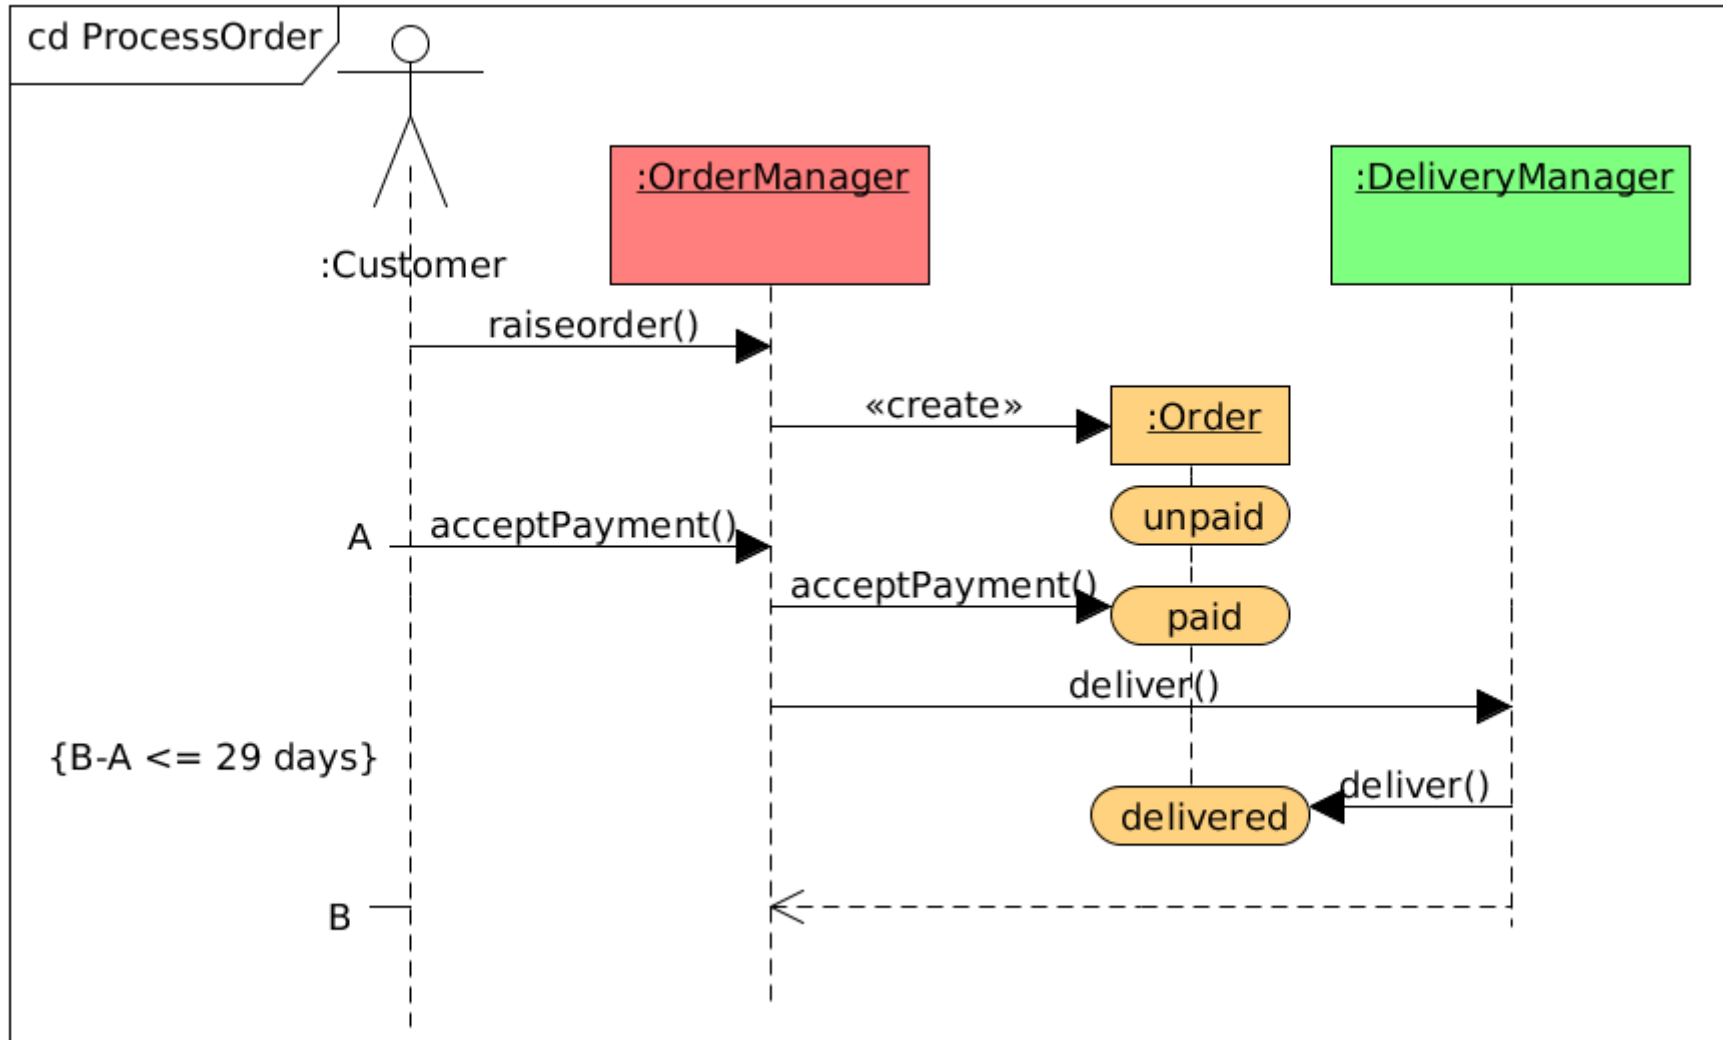 cd ProcessOrder
:OrderManager
:DeliveryManager
:Customer
raiseorder()
«create»
:Order
unpaid
A
acceptPayment()
acceptPayment()
paid
deliver()
{B-A <= 29 days}
deliver()
delivered
B